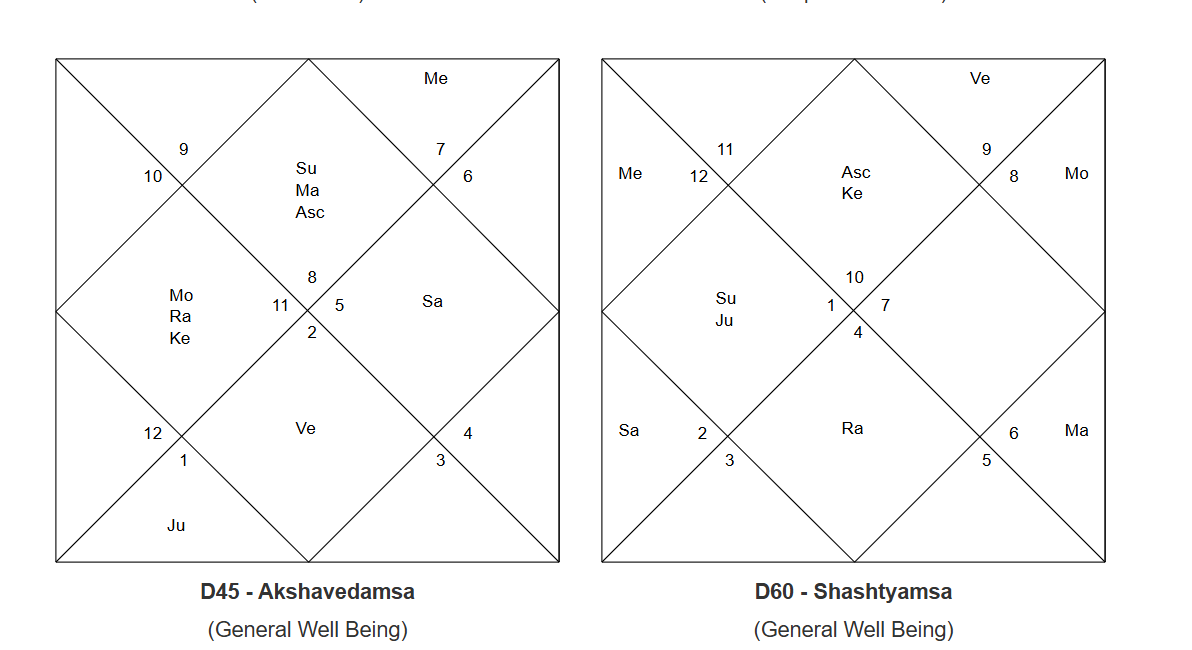 Me
9
7
10
6
Su
Ma
Asc
8
Mo
Ra
Ke
11
5
Sa
2
12
Ve
4
1
3
Ju
D45 - Akshavedamsa
(General Well Being)
Ve
11
9
Me
12
Asc
Ke
8
Mo
10
Su
Ju
1
7
4
Sa
2
Ra
6
Ma
3
5
D60 - Shashtyamsa
(General Well Being)